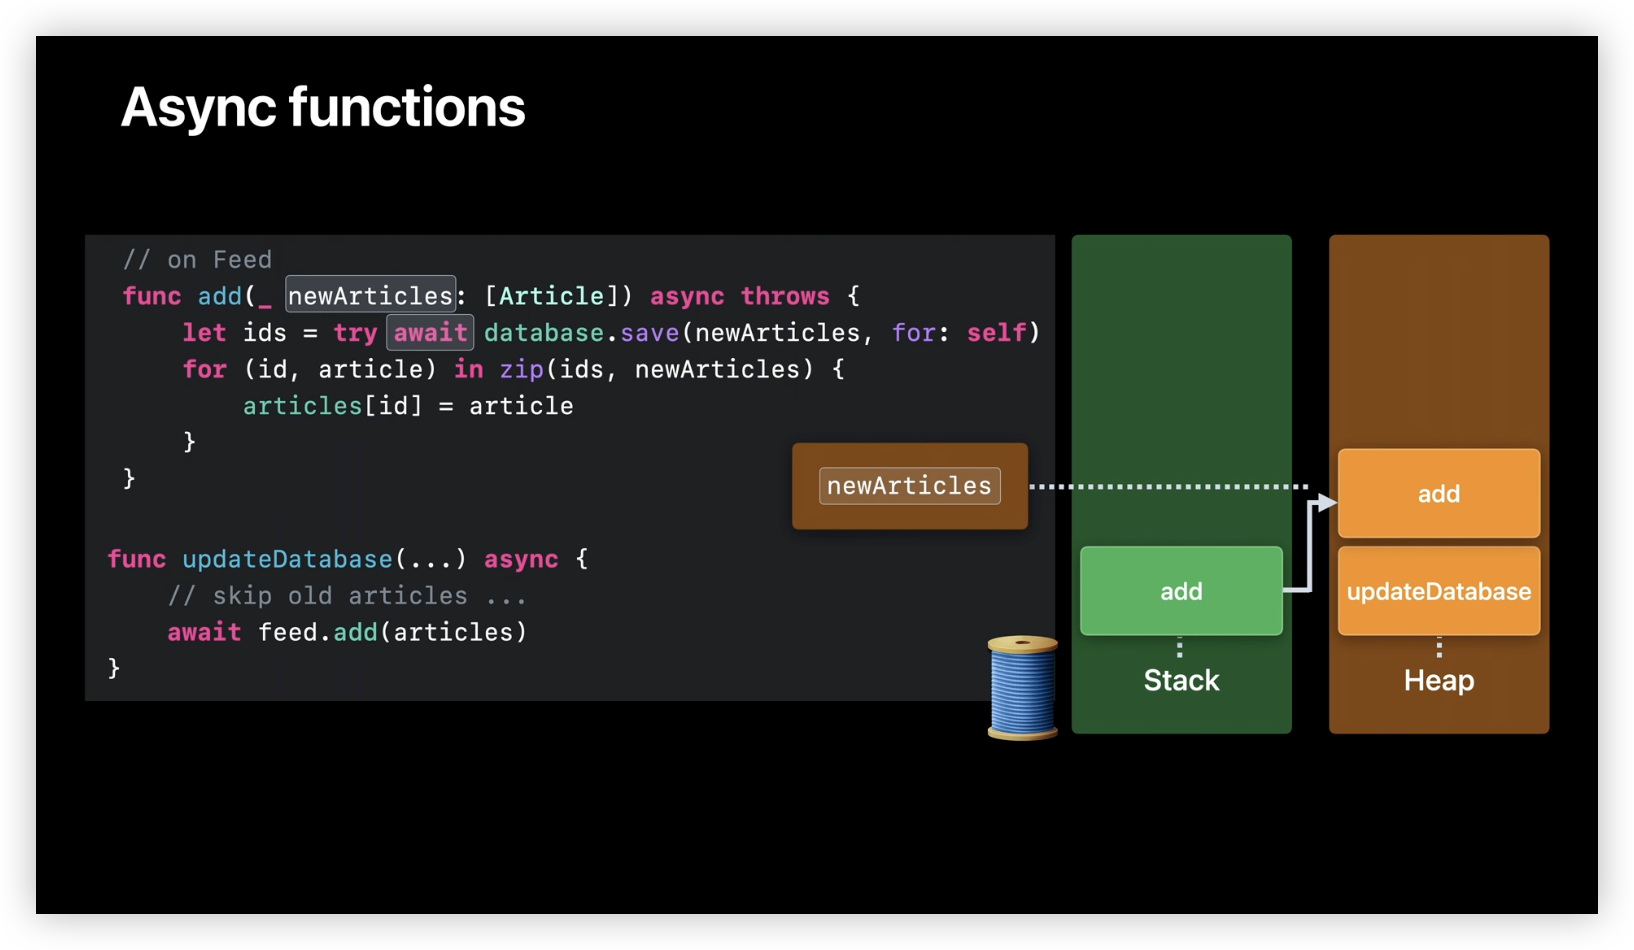 Async functions
// on Feed
func add(_ newArticles: [Article]) async throws {
let ids = try await database.save(newArticles, for: self)
for (id, article) in zip(ids, newArticles) {
articles[id] = article
}
}
newArticles
func updateDatabase(...) async {
// skip old articles ...
await feed.add(articles)
}
add
Stack
add
updateDatabase
Heap